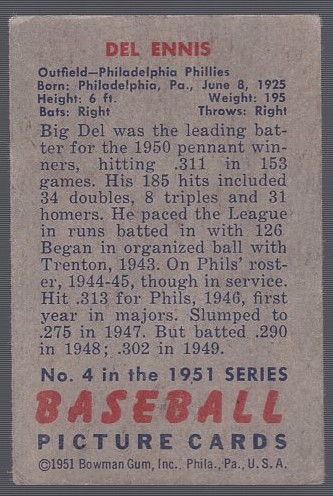 DEL ENNIS
Outfield—Philadelphia Phillies
Born: Philadelphia, Pa., June 8, 1925
Height: 6 ft. Weight: 195
Bats: Right Throws: Right
Big Del was the leading bat-
ter for the 1950 pennant win-
ners, hitting .311 in 153
games. His 185 hits included
34 doubles, 8 triples and 31
homers. He paced the League
in runs batted in with 126
Began in organized ball with
Trenton, 1943. On Phils' rost-
er, 1944-45, though in service.
Hit .313 for Phils, 1946, first
year in majors. Slumped to
.275 in 1947. But batted .290
in 1948; .302 in 1949.
No. 4 in the 1951 SERIES
BASEBALL
PICTURE CARDS
©1951 Bowman Gum, Inc. Phila., Pa., U.S.A.